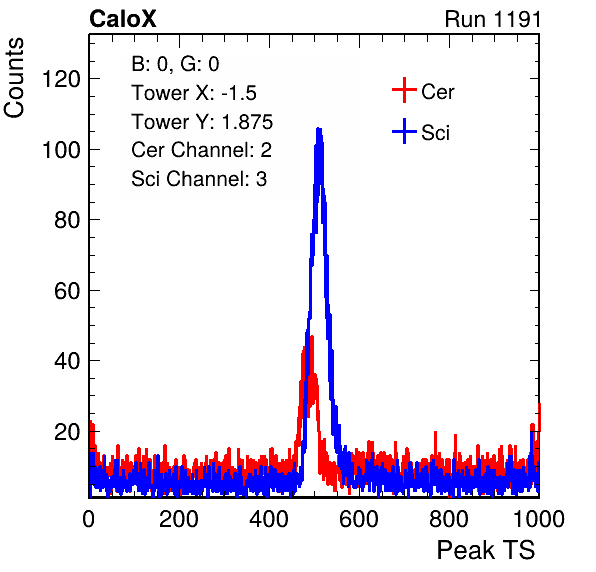 CaloX Run 1191
Counts
B: 0, G: 0
Tower X: -1.5
Tower Y: 1.875
Cer Channel: 2
Sci Channel: 3
Cer
Sci
120
100
80
60
40
20
0 200 400 600 800 1000
Peak TS